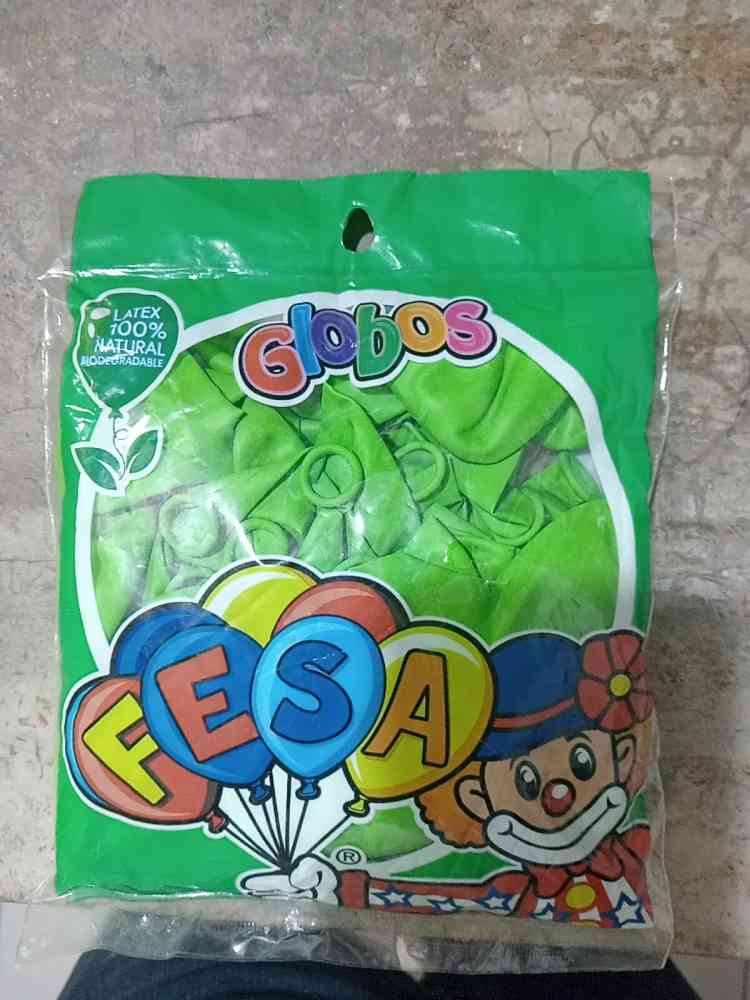 Globos
LATEX
100%
NATURAL
BIODEGRADABLE
FESA
®